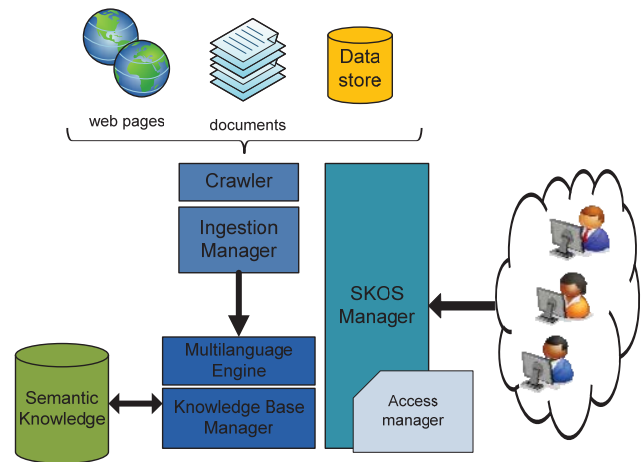 Data
store
web pages
documents
Crawler
Ingestion
Manager
SKOS
Manager
Multilanguage
Engine
Semantic
Knowledge
Knowledge Base
Manager
Access
manager